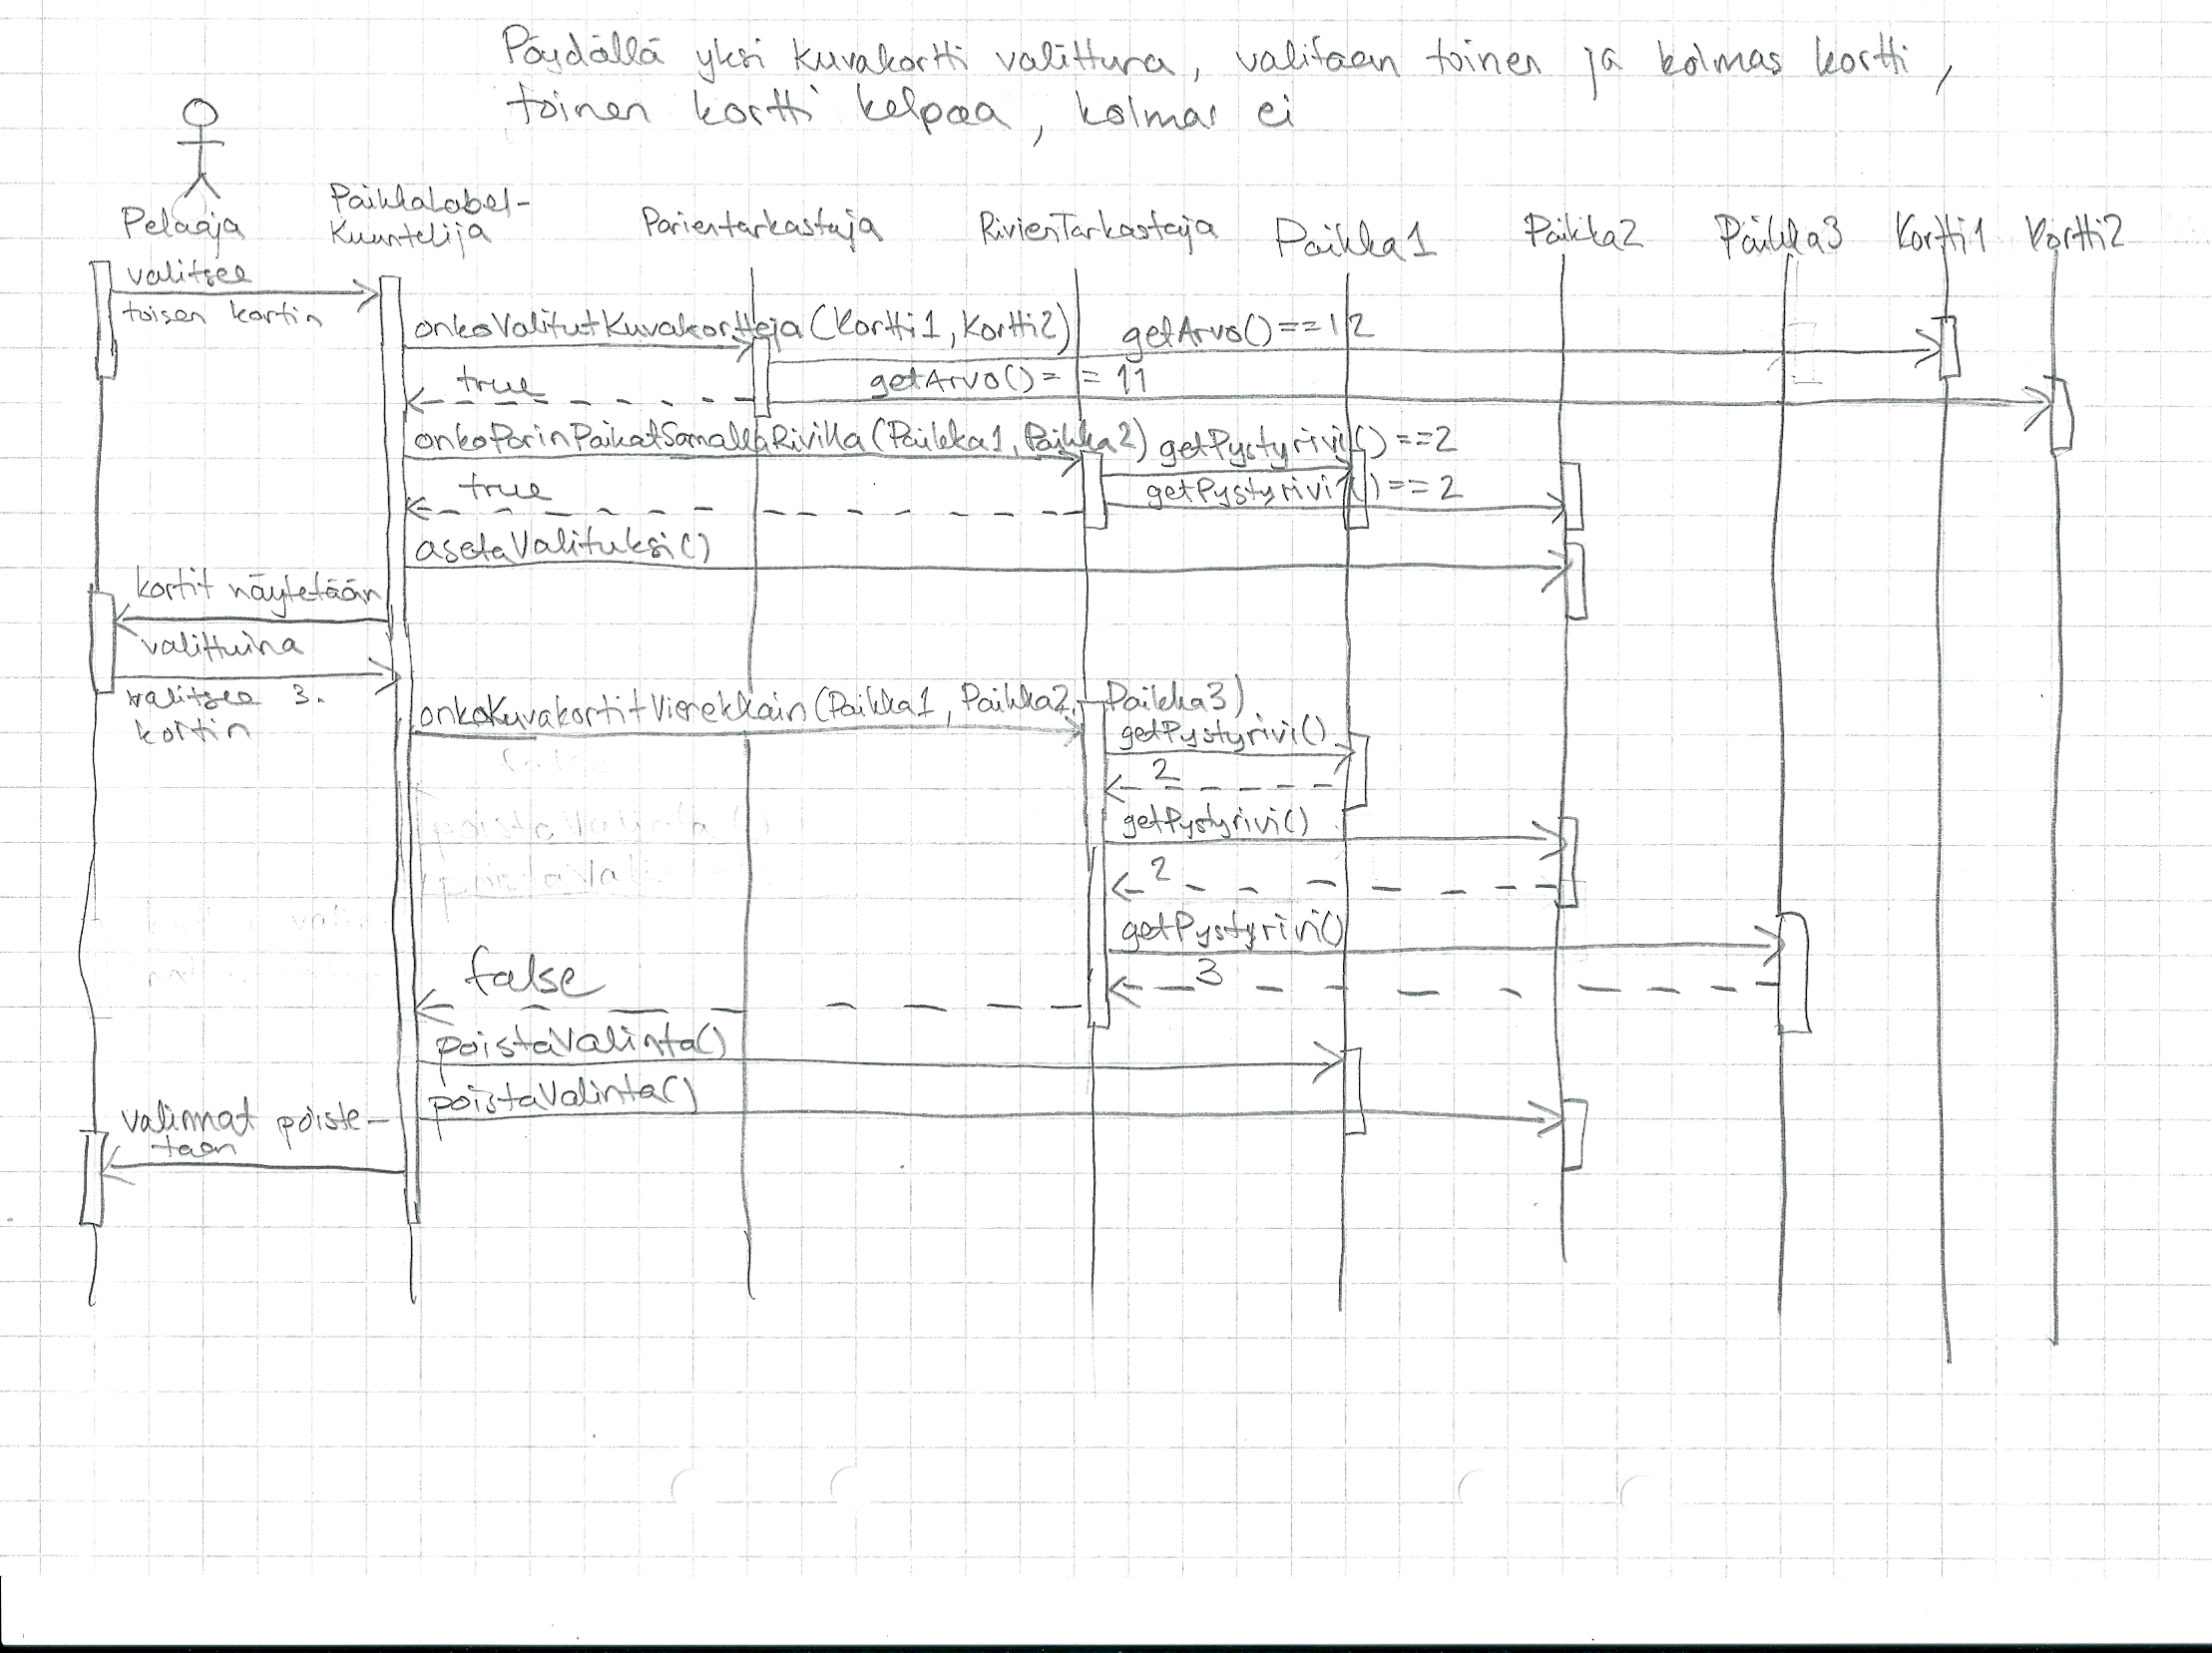 Pöydällä yksi kuvakortti valittuna, valitaan toinen ja kolmas kortti,
toinen kortti kelpaa, kolmas ei
Pelaaja
PaikkaLabel-
Kuuntelija
Parientarkastaja
RivienTarkastaja
Paikka1
Paikka2
Paikka3
Kortti1
Kortti2
valitsee
toisen kortin
onkoValitutKuvakortteja(Kortti1, Kortti2)
getArvo()==12
true
getArvo()==11
onkoParinPaikatSamallaRivilla(Paikka1, Paikka2)
getPystyrivi()==2
true
getPystyrivi()==2
asetaValituksi()
kortit näytetään
valittuina
valitsee 3.
kortin
onkoKuvakortitVierekkain(Paikka1, Paikka2, Paikka3)
getPystyrivi()
2
getPystyrivi()
2
getPystyrivi()
3
false
poistaValinta()
poistaValinta()
valinnat poiste-
taan